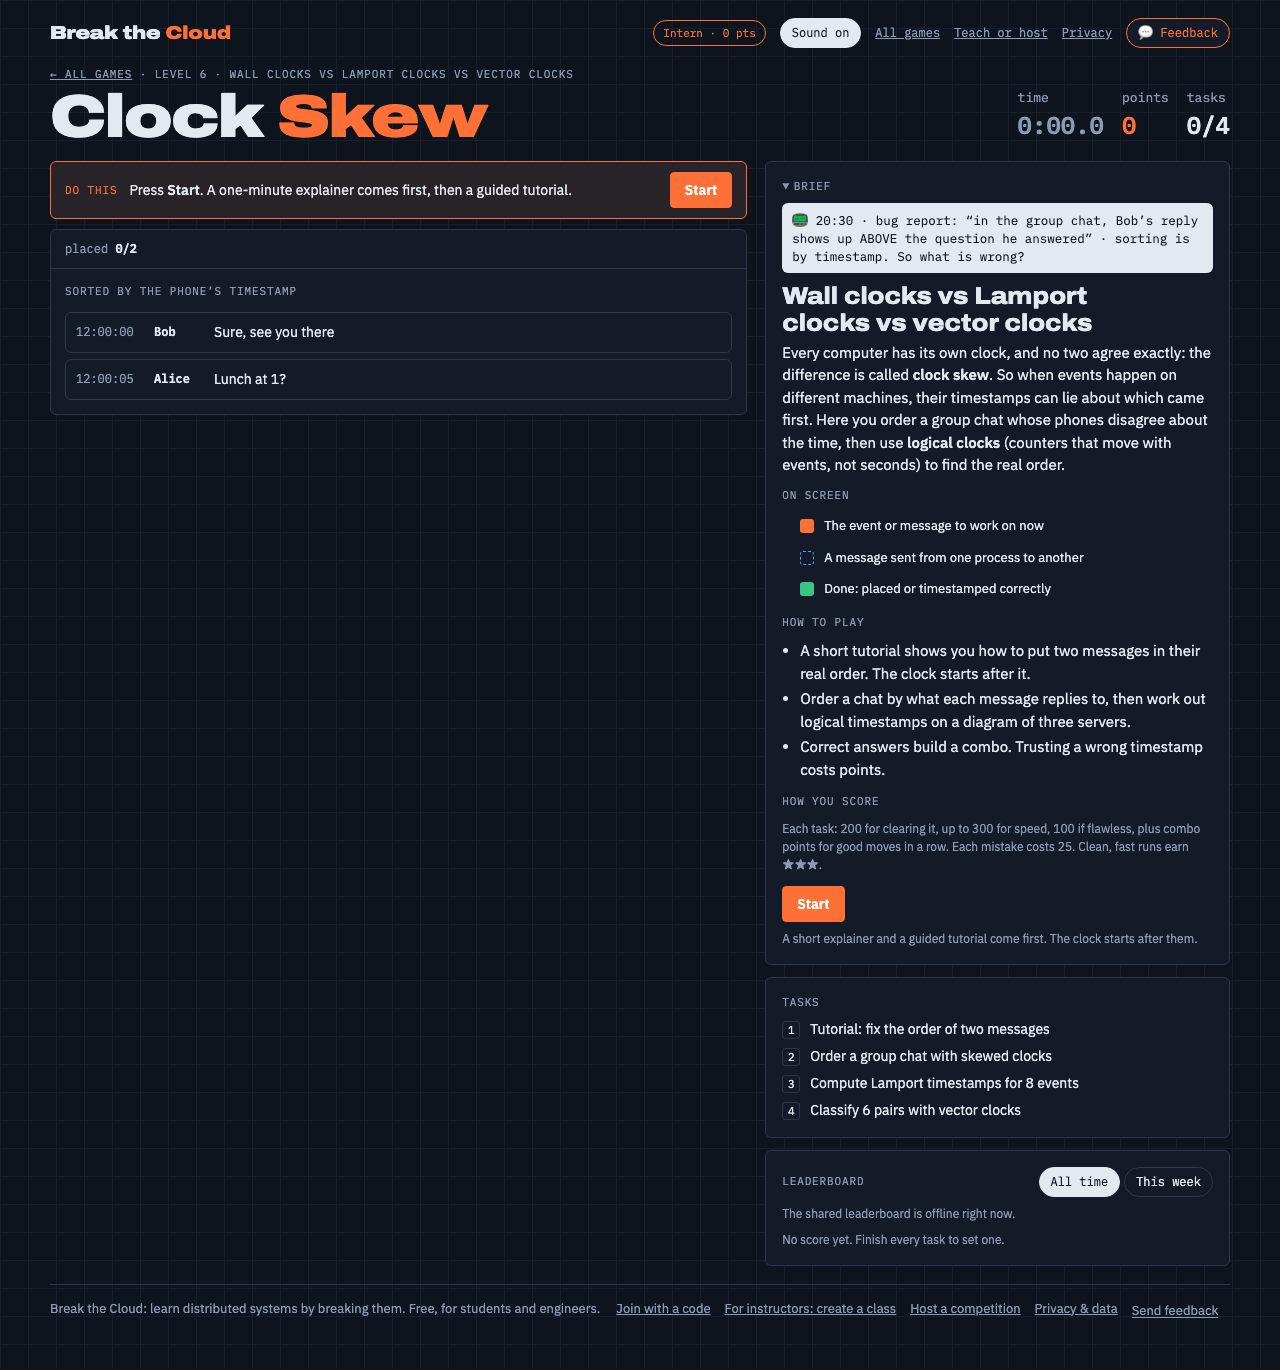 Break the Cloud
Intern · 0 pts
Sound on
All games
Teach or host
Privacy
💬 Feedback
← ALL GAMES · LEVEL 6 · WALL CLOCKS VS LAMPORT CLOCKS VS VECTOR CLOCKS
Clock Skew
time
0:00.0
points
0
tasks
0/4
DO THIS Press Start. A one-minute explainer comes first, then a guided tutorial.
Start
placed 0/2
SORTED BY THE PHONE’S TIMESTAMP
12:00:00 Bob Sure, see you there
12:00:05 Alice Lunch at 1?
▼ BRIEF
📟 20:30 · bug report: “in the group chat, Bob’s reply
shows up ABOVE the question he answered” · sorting is
by timestamp. So what is wrong?
Wall clocks vs Lamport
clocks vs vector clocks
Every computer has its own clock, and no two agree exactly: the
difference is called clock skew. So when events happen on
different machines, their timestamps can lie about which came
first. Here you order a group chat whose phones disagree about
the time, then use logical clocks (counters that move with
events, not seconds) to find the real order.
ON SCREEN
The event or message to work on now
A message sent from one process to another
Done: placed or timestamped correctly
HOW TO PLAY
• A short tutorial shows you how to put two messages in their
real order. The clock starts after it.
• Order a chat by what each message replies to, then work out
logical timestamps on a diagram of three servers.
• Correct answers build a combo. Trusting a wrong timestamp
costs points.
HOW YOU SCORE
Each task: 200 for clearing it, up to 300 for speed, 100 if flawless, plus combo
points for good moves in a row. Each mistake costs 25. Clean, fast runs earn
★★★.
Start
A short explainer and a guided tutorial come first. The clock starts after them.
TASKS
1 Tutorial: fix the order of two messages
2 Order a group chat with skewed clocks
3 Compute Lamport timestamps for 8 events
4 Classify 6 pairs with vector clocks
LEADERBOARD
All time
This week
The shared leaderboard is offline right now.
No score yet. Finish every task to set one.
Break the Cloud: learn distributed systems by breaking them. Free, for students and engineers.
Join with a code
For instructors: create a class
Host a competition
Privacy & data
Send feedback